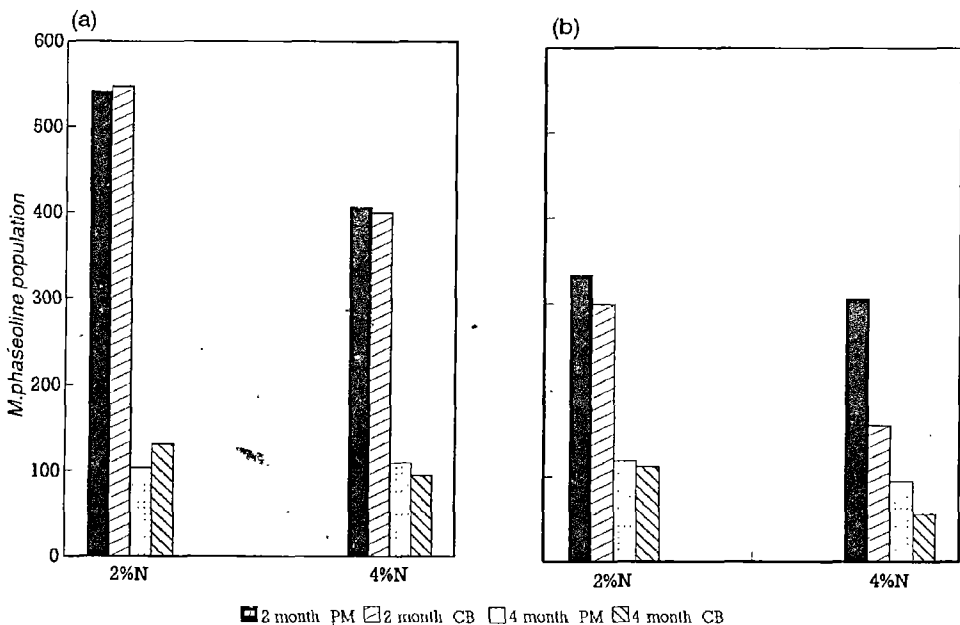 (a)
(b)
600
500
400
300
200
100
0
M.phaseoline population
2%N
4%N
2%N
4%N
2 month PM 2 month CB 4 month PM 4 month CB